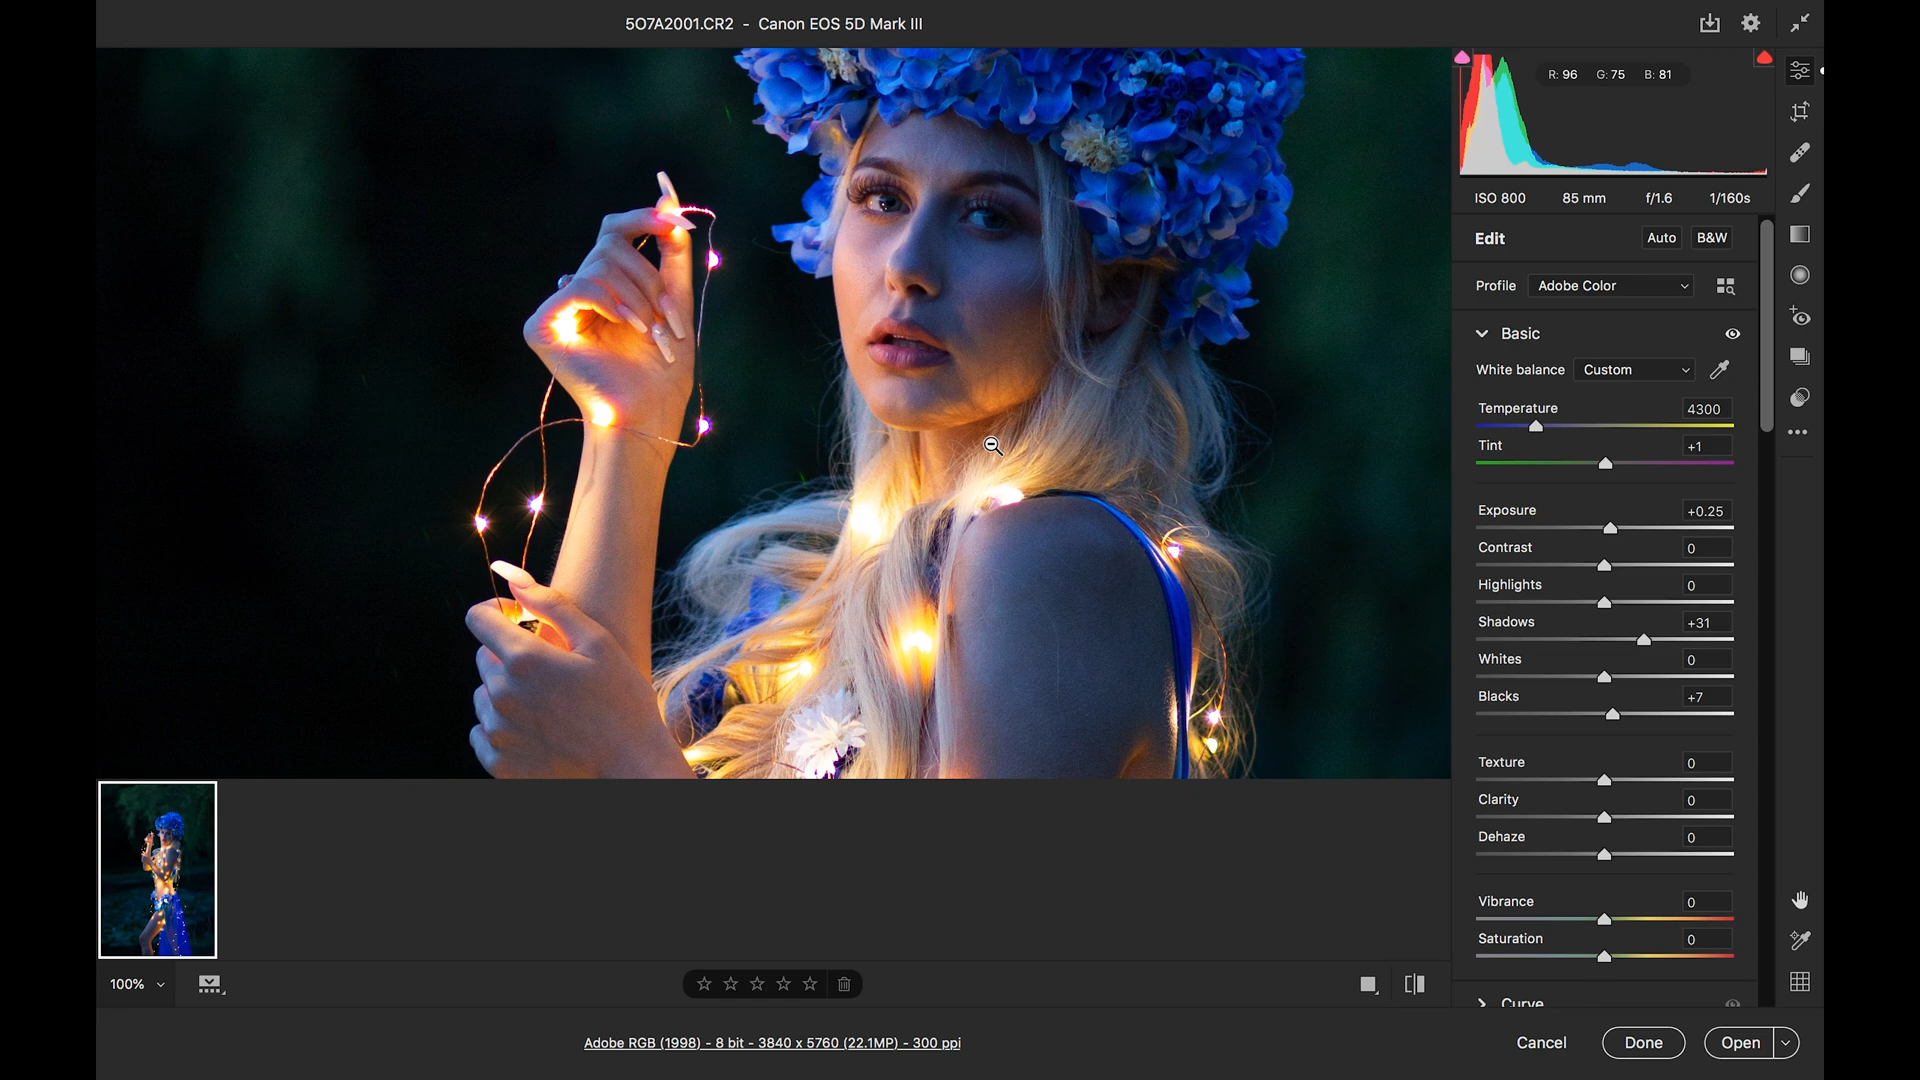 5O7A2001.CR2 - Canon EOS 5D Mark III
R: 96 G: 75 B: 81
ISO 800 85 mm f/1.6 1/160s
Edit Auto B&W
Profile Adobe Color
Basic
White balance Custom
Temperature 4300
Tint +1
Exposure +0.25
Contrast 0
Highlights 0
Shadows +31
Whites 0
Blacks +7
Texture 0
Clarity 0
Dehaze 0
Vibrance 0
Saturation 0
Curve
100%
Adobe RGB (1998) - 8 bit - 3840 x 5760 (22.1MP) - 300 ppi
Cancel Done Open